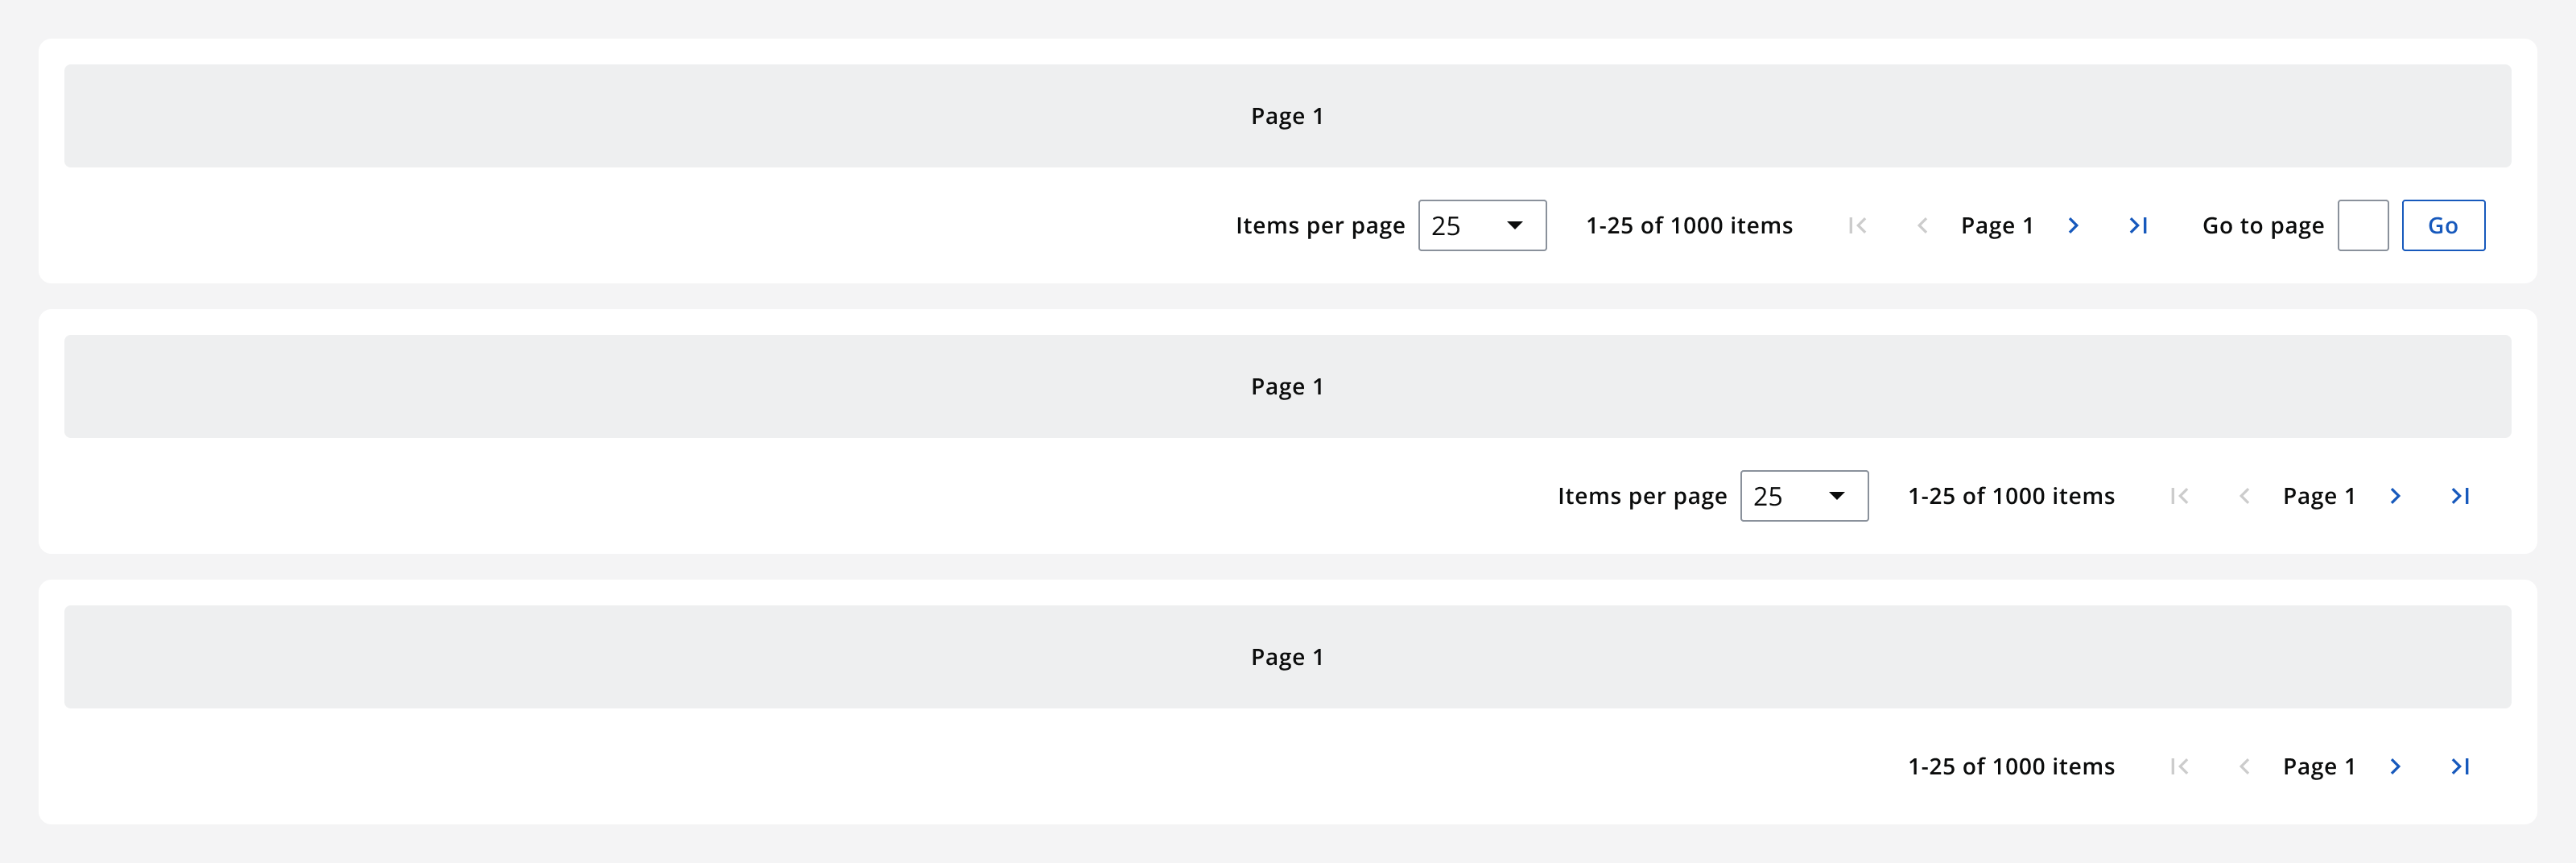 Page 1
Items per page 25 1-25 of 1000 items Page 1 Go to page Go
Page 1
Items per page 25 1-25 of 1000 items Page 1
Page 1
1-25 of 1000 items Page 1